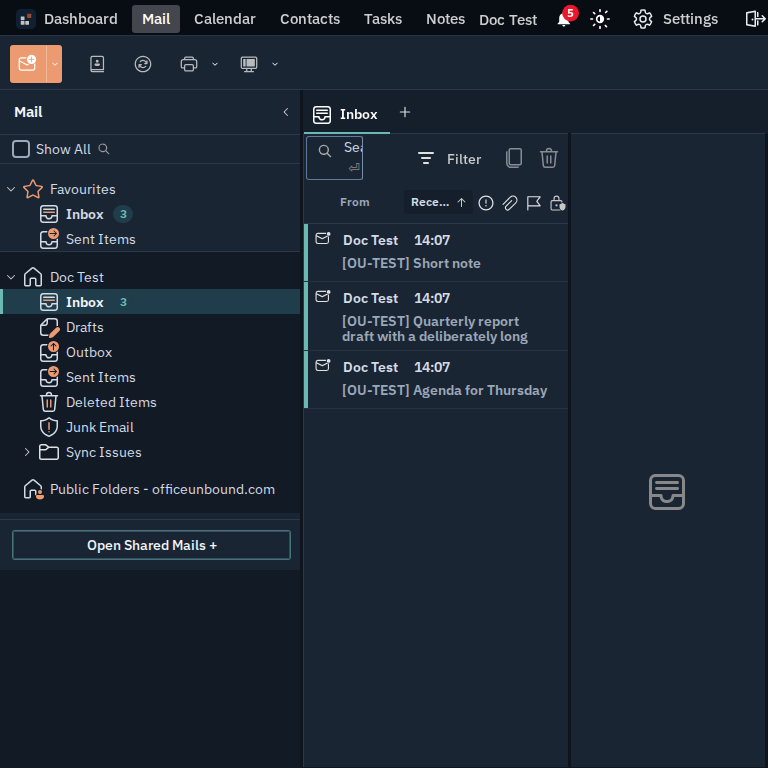 Dashboard Mail Calendar Contacts Tasks Notes Doc Test 5 Settings
Mail
Show All
Favourites
Inbox 3
Sent Items
Doc Test
Inbox 3
Drafts
Outbox
Sent Items
Deleted Items
Junk Email
Sync Issues
Public Folders - officeunbound.com
Open Shared Mails +
Inbox +
Filter
From Rece...
Doc Test 14:07
[OU-TEST] Short note
Doc Test 14:07
[OU-TEST] Quarterly report
draft with a deliberately long
Doc Test 14:07
[OU-TEST] Agenda for Thursday